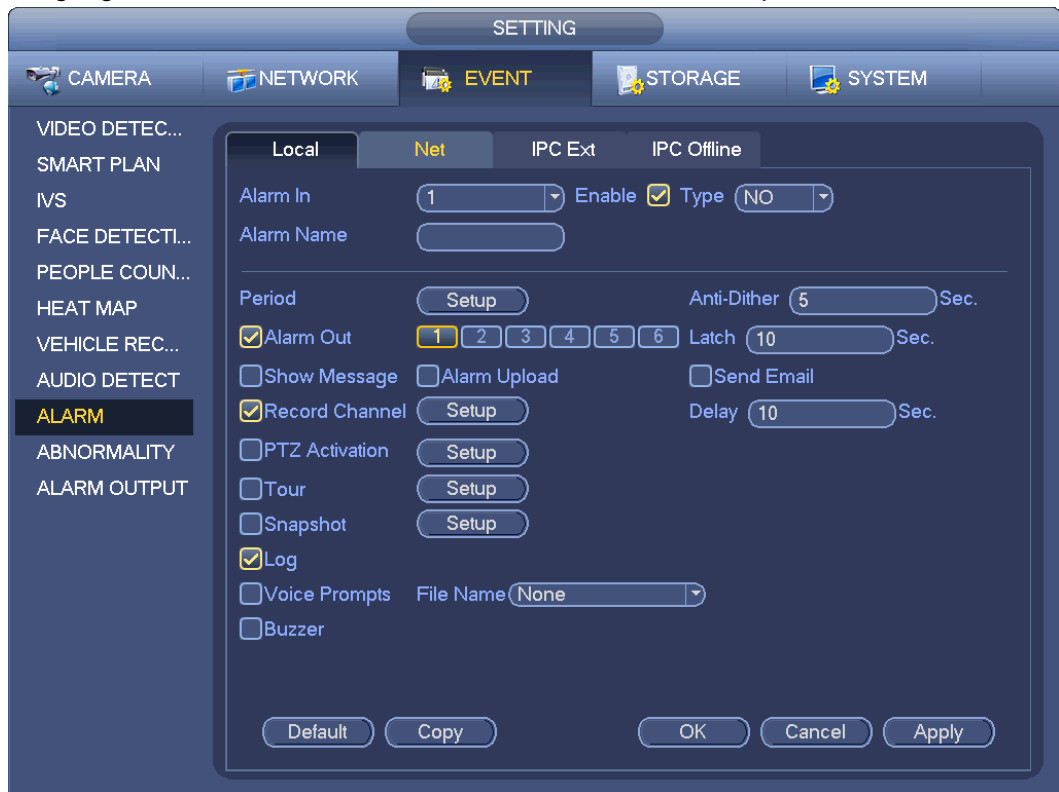 SETTING
CAMERA NETWORK EVENT STORAGE SYSTEM
VIDEO DETEC...
SMART PLAN
IVS
FACE DETECTI...
PEOPLE COUN...
HEAT MAP
VEHICLE REC...
AUDIO DETECT
ALARM
ABNORMALITY
ALARM OUTPUT
Local Net IPC Ext IPC Offline
Alarm In 1 Enable Type NO
Alarm Name
Period Setup Anti-Dither 5 Sec.
Alarm Out 1 2 3 4 5 6 Latch 10 Sec.
Show Message Alarm Upload Send Email
Record Channel Setup Delay 10 Sec.
PTZ Activation Setup
Tour Setup
Snapshot Setup
Log
Voice Prompts File Name None
Buzzer
Default Copy OK Cancel Apply